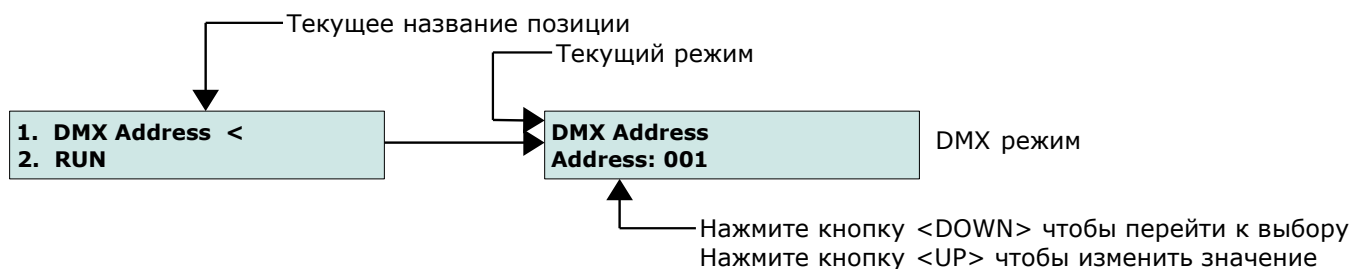 Текущее название позиции
Текущий режим
1. DMX Address <
2. RUN
DMX Address
Address: 001
DMX режим
Нажмите кнопку <DOWN> чтобы перейти к выбору
Нажмите кнопку <UP> чтобы изменить значение